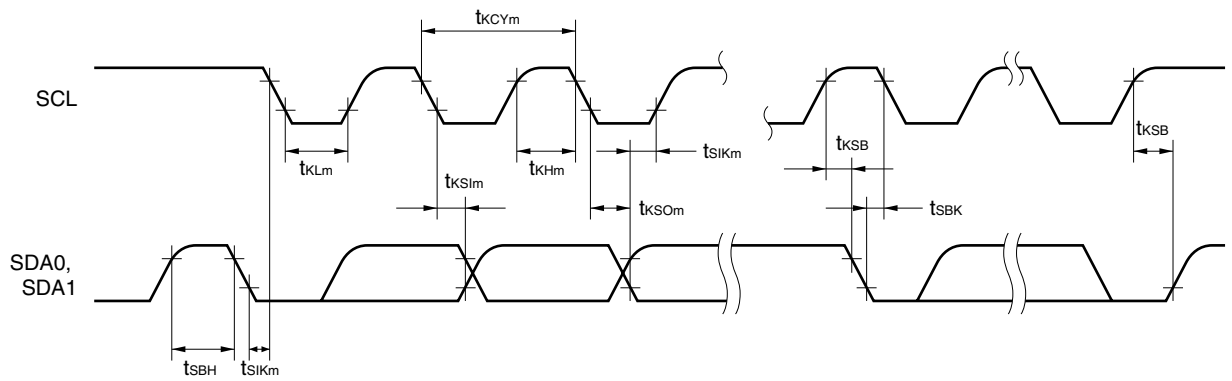 tKCYm
SCL
tKLm
tKHm
tSIKm
tKSB
tKSB
tKSIm
tKSOm
tSBK
SDA0,
SDA1
tSBH
tSIKm